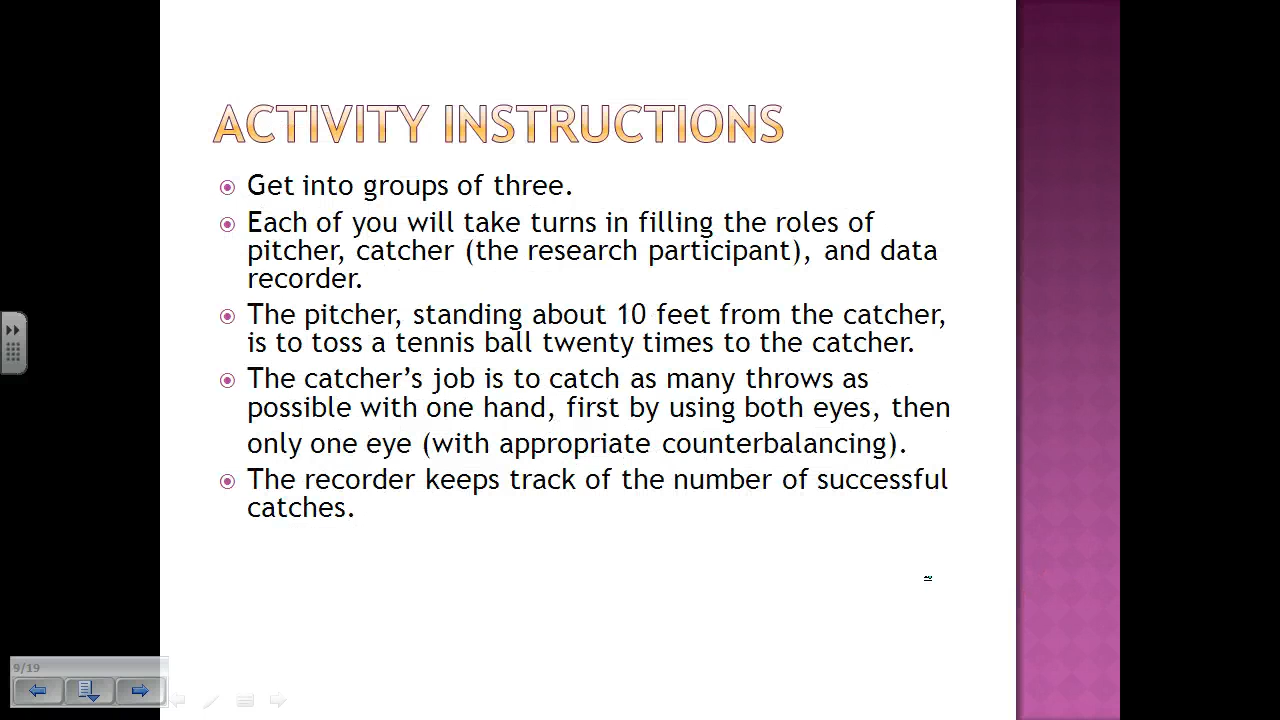 ACTIVITY INSTRUCTIONS
Get into groups of three.
Each of you will take turns in filling the roles of
pitcher, catcher (the research participant), and data
recorder.
The pitcher, standing about 10 feet from the catcher,
is to toss a tennis ball twenty times to the catcher.
The catcher’s job is to catch as many throws as
possible with one hand, first by using both eyes, then
only one eye (with appropriate counterbalancing).
The recorder keeps track of the number of successful
catches.
9/19